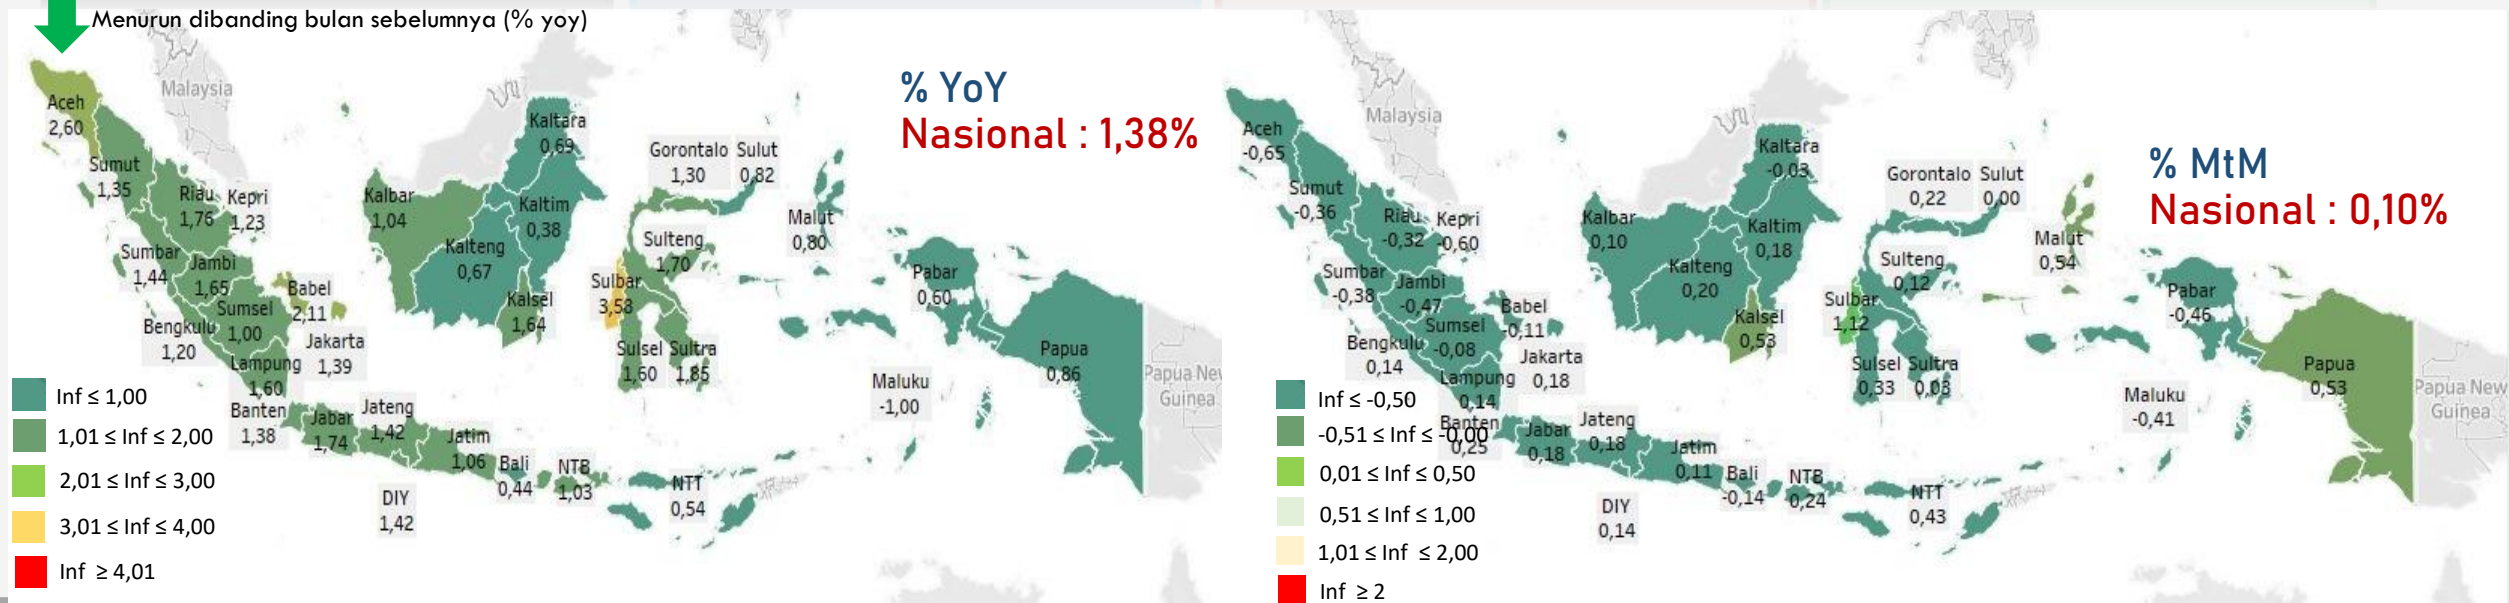 Menurun dibanding bulan sebelumnya (% yoy)
% YoY
Nasional : 1,38%
Malaysia
Aceh
2,60
Sumut
1,35
Riau
1,76
Kepri
1,23
Sumbar
1,44
Jambi
1,65
Sumsel
1,00
Babel
2,11
Bengkulu
1,20
Lampung
1,60
Jakarta
1,39
Banten
1,38
Jabar
1,74
Jateng
1,42
Jatim
1,06
DIY
1,42
Bali
0,44
NTB
1,03
NTT
0,54
Kalbar
1,04
Kalteng
0,67
Kaltara
0,69
Kaltim
0,38
Kalsel
1,64
Gorontalo
1,30
Sulut
0,82
Sulteng
1,70
Sulbar
3,58
Sulsel
1,60
Sultra
1,85
Malut
0,80
Maluku
-1,00
Pabar
0,60
Papua
0,86
Papua New
Guinea
Inf ≤ 1,00
1,01 ≤ Inf ≤ 2,00
2,01 ≤ Inf ≤ 3,00
3,01 ≤ Inf ≤ 4,00
Inf ≥ 4,01
% MtM
Nasional : 0,10%
Malaysia
Aceh
-0,65
Sumut
-0,36
Riau
-0,32
Kepri
-0,60
Sumbar
-0,38
Jambi
-0,47
Sumsel
-0,08
Babel
-0,11
Bengkulu
0,14
Lampung
0,14
Jakarta
0,18
Banten
0,25
Jabar
0,18
Jateng
0,18
Jatim
0,11
DIY
0,14
Bali
-0,14
NTB
-0,24
NTT
0,43
Kalbar
0,10
Kalteng
0,20
Kaltara
-0,03
Kaltim
0,18
Kalsel
0,53
Gorontalo
0,22
Sulut
0,00
Sulteng
0,12
Sulbar
1,12
Sulsel
0,33
Sultra
0,03
Malut
0,54
Maluku
-0,41
Pabar
-0,46
Papua
0,53
Papua New
Guinea
Inf ≤ -0,50
-0,51 ≤ Inf ≤ -0,00
0,01 ≤ Inf ≤ 0,50
0,51 ≤ Inf ≤ 1,00
1,01 ≤ Inf ≤ 2,00
Inf ≥ 2